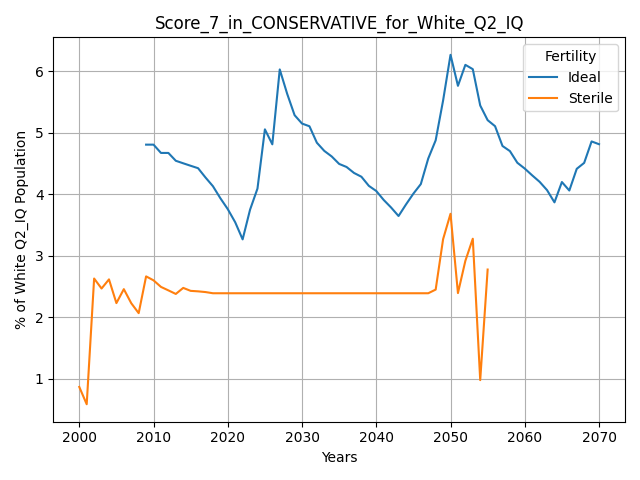 Score_7_in_CONSERVATIVE_for_White_Q2_IQ
Fertility
Ideal
Sterile
% of White Q2_IQ Population
6
5
4
3
2
1
2000 2010 2020 2030 2040 2050 2060 2070
Years